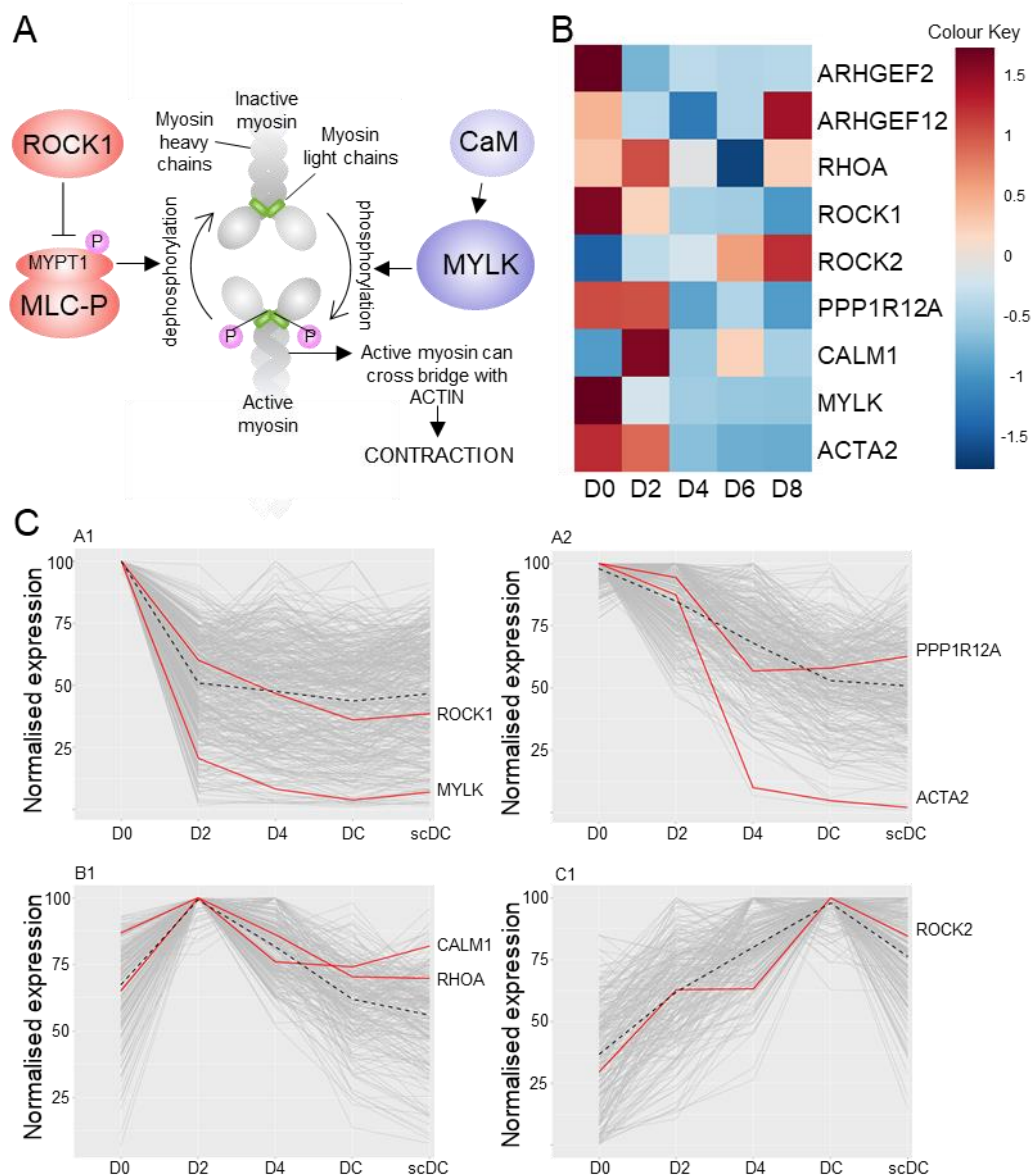 A
ROCK1
P
MYPT1
MLC-P
dephosphorylation
Myosin
heavy
chains
Inactive
myosin
Myosin
light chains
phosphorylation
CaM
MYLK
P
P
Active
myosin
Active myosin can
cross bridge with
ACTIN
CONTRACTION
B
Colour Key
ARHGEF2
ARHGEF12
RHOA
ROCK1
ROCK2
PPP1R12A
CALM1
MYLK
ACTA2
D0 D2 D4 D6 D8
1.5
1
0.5
0
-0.5
-1
-1.5
C
A1
Normalised expression
100
75
50
25
D0 D2 D4 DC scDC
ROCK1
MYLK
A2
Normalised expression
100
75
50
25
D0 D2 D4 DC scDC
PPP1R12A
ACTA2
B1
Normalised expression
100
75
50
25
D0 D2 D4 DC scDC
CALM1
RHOA
C1
Normalised expression
100
75
50
25
D0 D2 D4 DC scDC
ROCK2